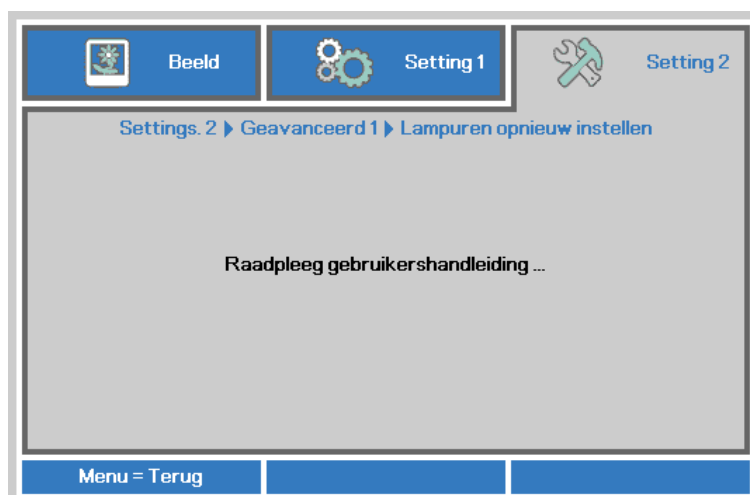 Beeld
Setting 1
Setting 2
Settings. 2 ▶ Geavanceerd 1 ▶ Lampuren opnieuw instellen
Raadpleeg gebruikershandleiding ...
Menu = Terug